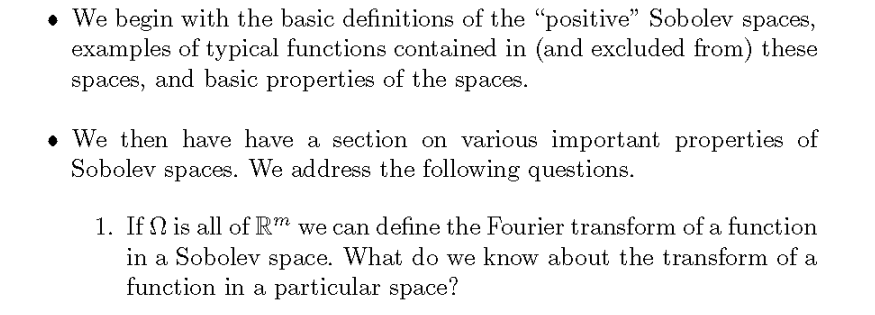 • We begin with the basic definitions of the “positive” Sobolev spaces,
examples of typical functions contained in (and excluded from) these
spaces, and basic properties of the spaces.
• We then have have a section on various important properties of
Sobolev spaces. We address the following questions.
1. If Ω is all of ℝᵐ we can define the Fourier transform of a function
in a Sobolev space. What do we know about the transform of a
function in a particular space?